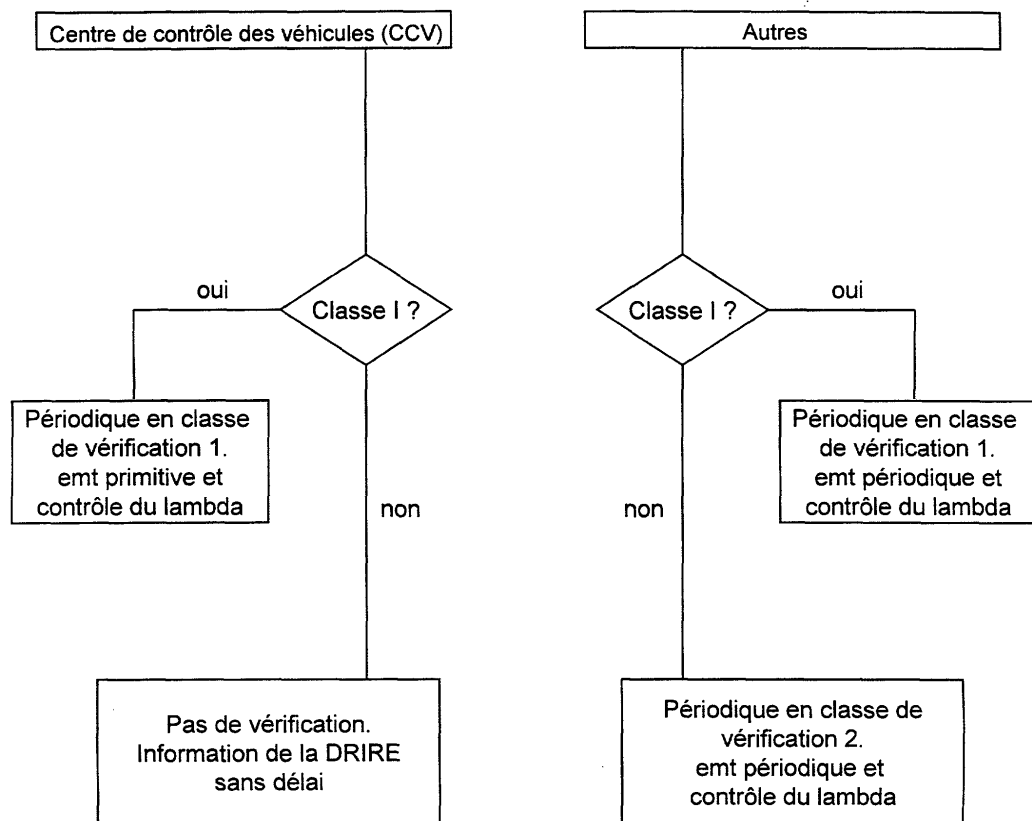 Centre de contrôle des véhicules (CCV)
Autres
oui
Classe I ?
Classe I ?
oui
Périodique en classe
de vérification 1.
emt primitive et
contrôle du lambda
Périodique en classe
de vérification 1.
emt périodique et
contrôle du lambda
non
non
Pas de vérification.
Information de la DRIRE
sans délai
Périodique en classe de
vérification 2.
emt périodique et
contrôle du lambda